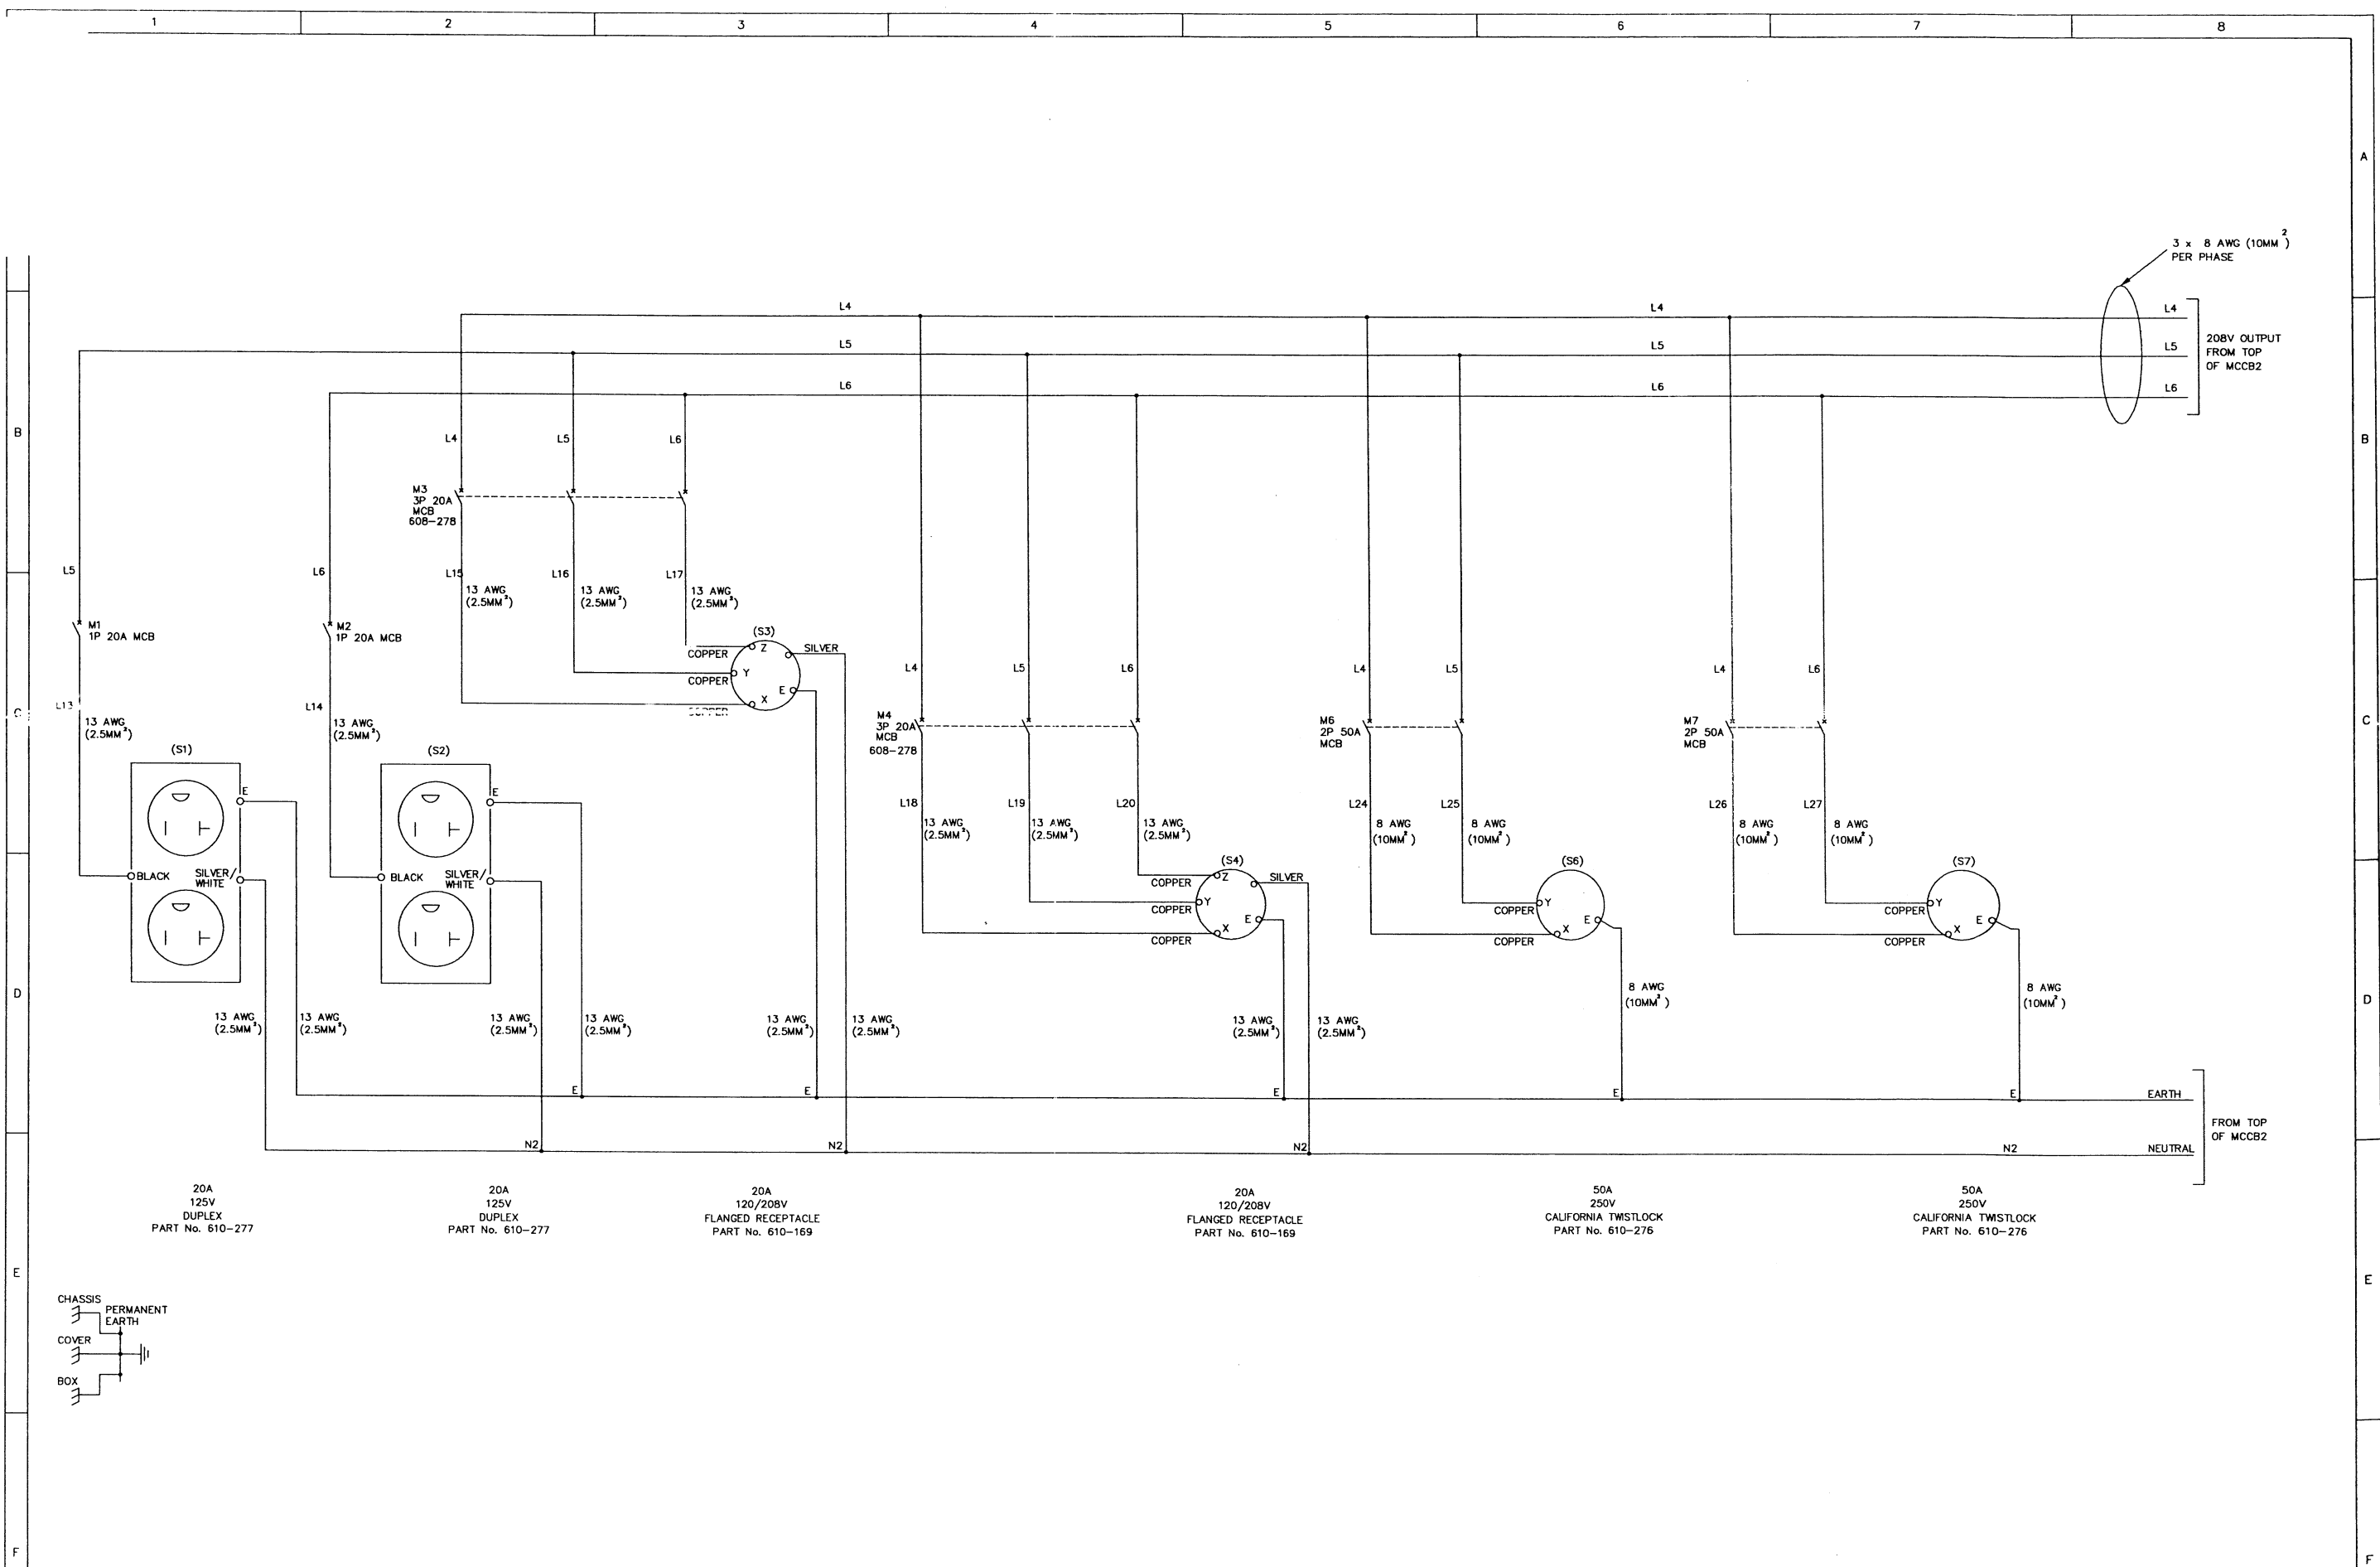 1 2 3 4 5 6 7 8
A
3 x 8 AWG (10MM²)
PER PHASE
L4 L4 L4
L5 L5 L5
L6 L6 L6
208V OUTPUT
FROM TOP
OF MCCB2
B B
L4 L5 L6
M3
3P 20A
MCB
608-278
L5 L6 L15 L16 L17
13 AWG
(2.5MM²)
13 AWG
(2.5MM²)
13 AWG
(2.5MM²)
M1
1P 20A MCB
M2
1P 20A MCB
(S3)
Z
SILVER
COPPER
Y
COPPER
E
X
COPPER
L4 L5 L6 L4 L5 L4 L6
C C
L13
13 AWG
(2.5MM²)
L14
13 AWG
(2.5MM²)
M4
3P 20A
MCB
608-278
M6
2P 50A
MCB
M7
2P 50A
MCB
(S1)
E
BLACK
SILVER/
WHITE
(S2)
E
BLACK
SILVER/
WHITE
L18
13 AWG
(2.5MM²)
L19
13 AWG
(2.5MM²)
L20
13 AWG
(2.5MM²)
L24
8 AWG
(10MM²)
L25
8 AWG
(10MM²)
L26
8 AWG
(10MM²)
L27
8 AWG
(10MM²)
(S4)
Z
SILVER
COPPER
Y
COPPER
E
X
COPPER
(S6)
Y
COPPER
E
X
COPPER
(S7)
Y
COPPER
E
X
COPPER
D D
13 AWG
(2.5MM²)
13 AWG
(2.5MM²)
13 AWG
(2.5MM²)
13 AWG
(2.5MM²)
13 AWG
(2.5MM²)
13 AWG
(2.5MM²)
13 AWG
(2.5MM²)
13 AWG
(2.5MM²)
8 AWG
(10MM²)
8 AWG
(10MM²)
E E E E E EARTH
N2 N2 N2 N2 NEUTRAL
FROM TOP
OF MCCB2
20A
125V
DUPLEX
PART No. 610-277
20A
125V
DUPLEX
PART No. 610-277
20A
120/208V
FLANGED RECEPTACLE
PART No. 610-169
20A
120/208V
FLANGED RECEPTACLE
PART No. 610-169
50A
250V
CALIFORNIA TWISTLOCK
PART No. 610-276
50A
250V
CALIFORNIA TWISTLOCK
PART No. 610-276
E E
CHASSIS
PERMANENT
EARTH
COVER
BOX
F F